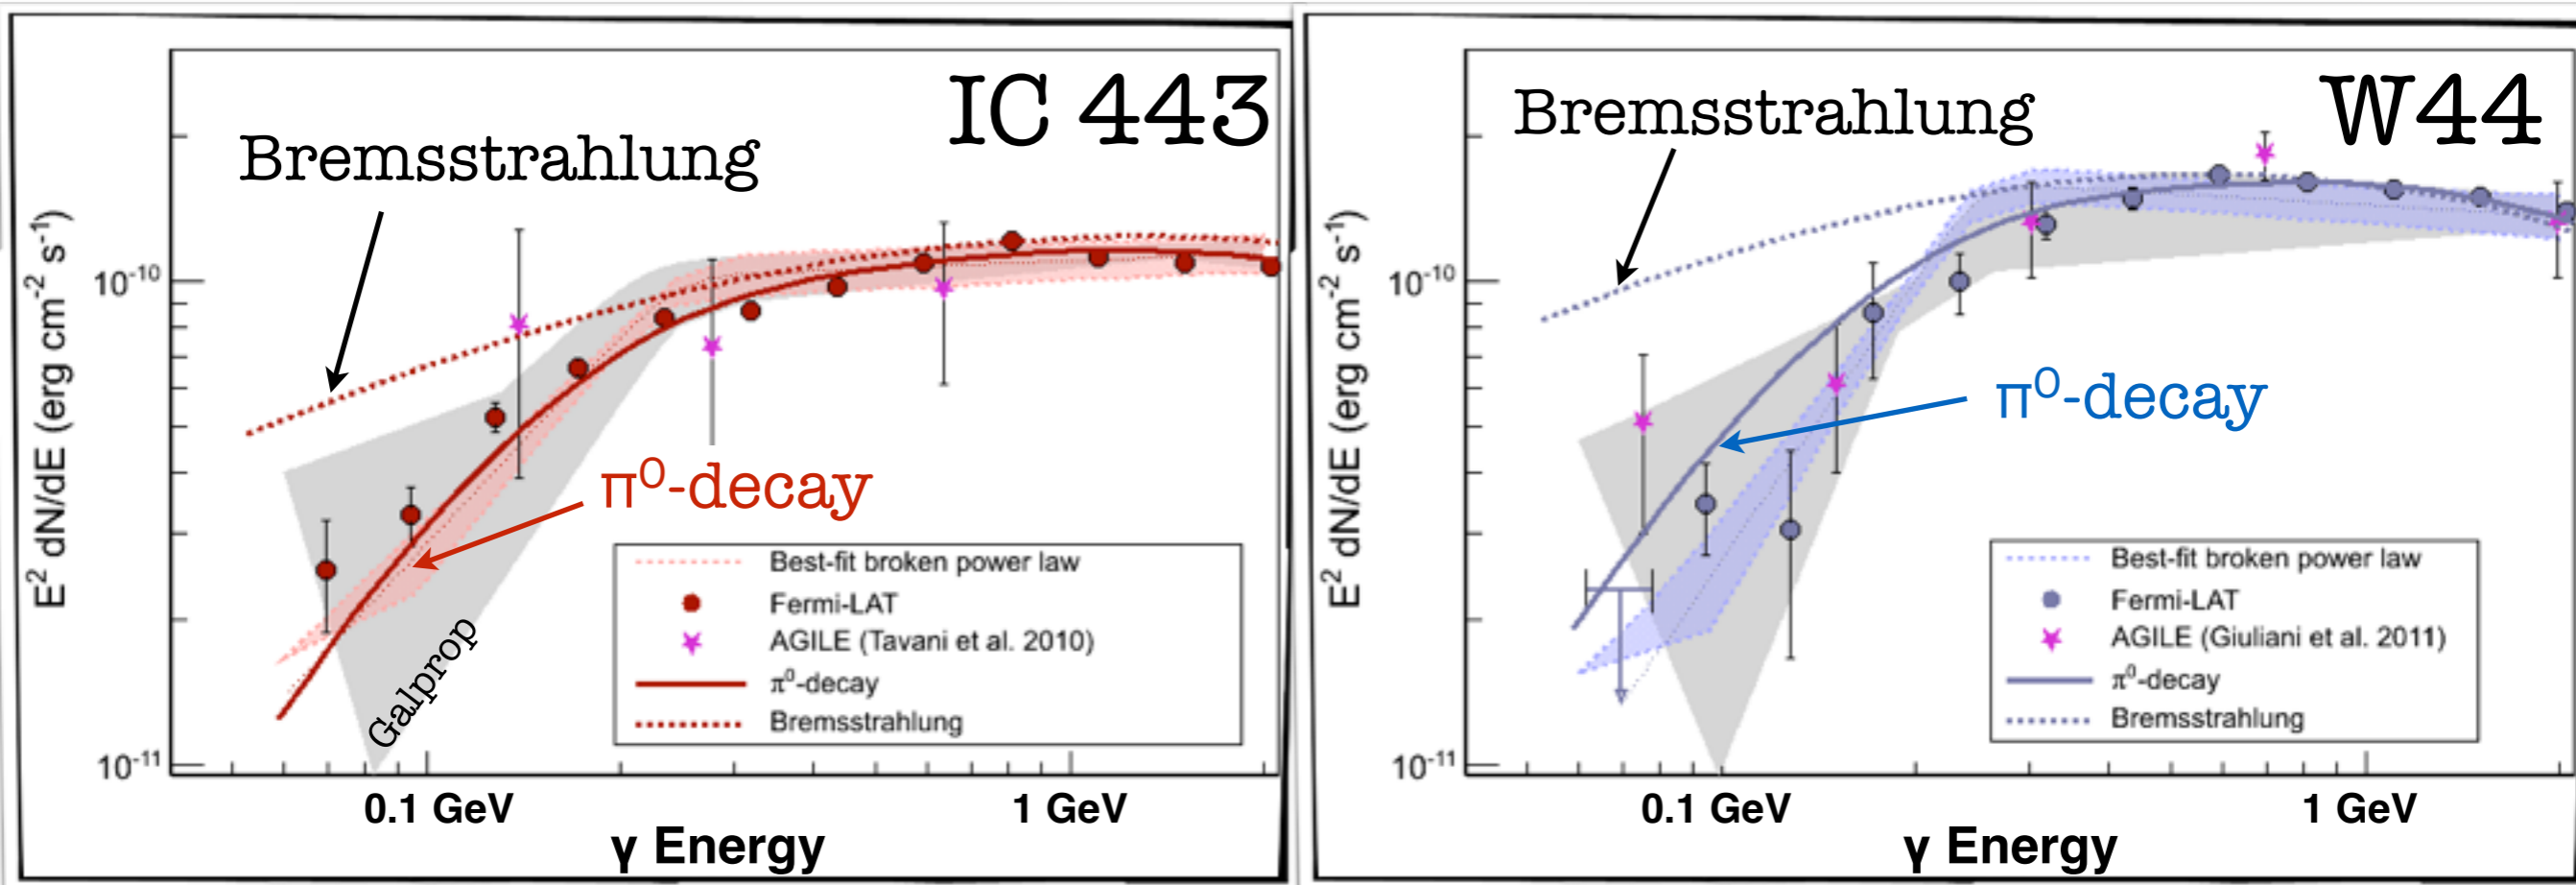 IC 443
Bremsstrahlung
π⁰-decay
Galprop
E² dN/dE (erg cm⁻² s⁻¹)
10⁻¹⁰
10⁻¹¹
Best-fit broken power law
Fermi-LAT
AGILE (Tavani et al. 2010)
π⁰-decay
Bremsstrahlung
0.1 GeV
1 GeV
γ Energy
W44
Bremsstrahlung
π⁰-decay
E² dN/dE (erg cm⁻² s⁻¹)
10⁻¹⁰
10⁻¹¹
Best-fit broken power law
Fermi-LAT
AGILE (Giuliani et al. 2011)
π⁰-decay
Bremsstrahlung
0.1 GeV
1 GeV
γ Energy